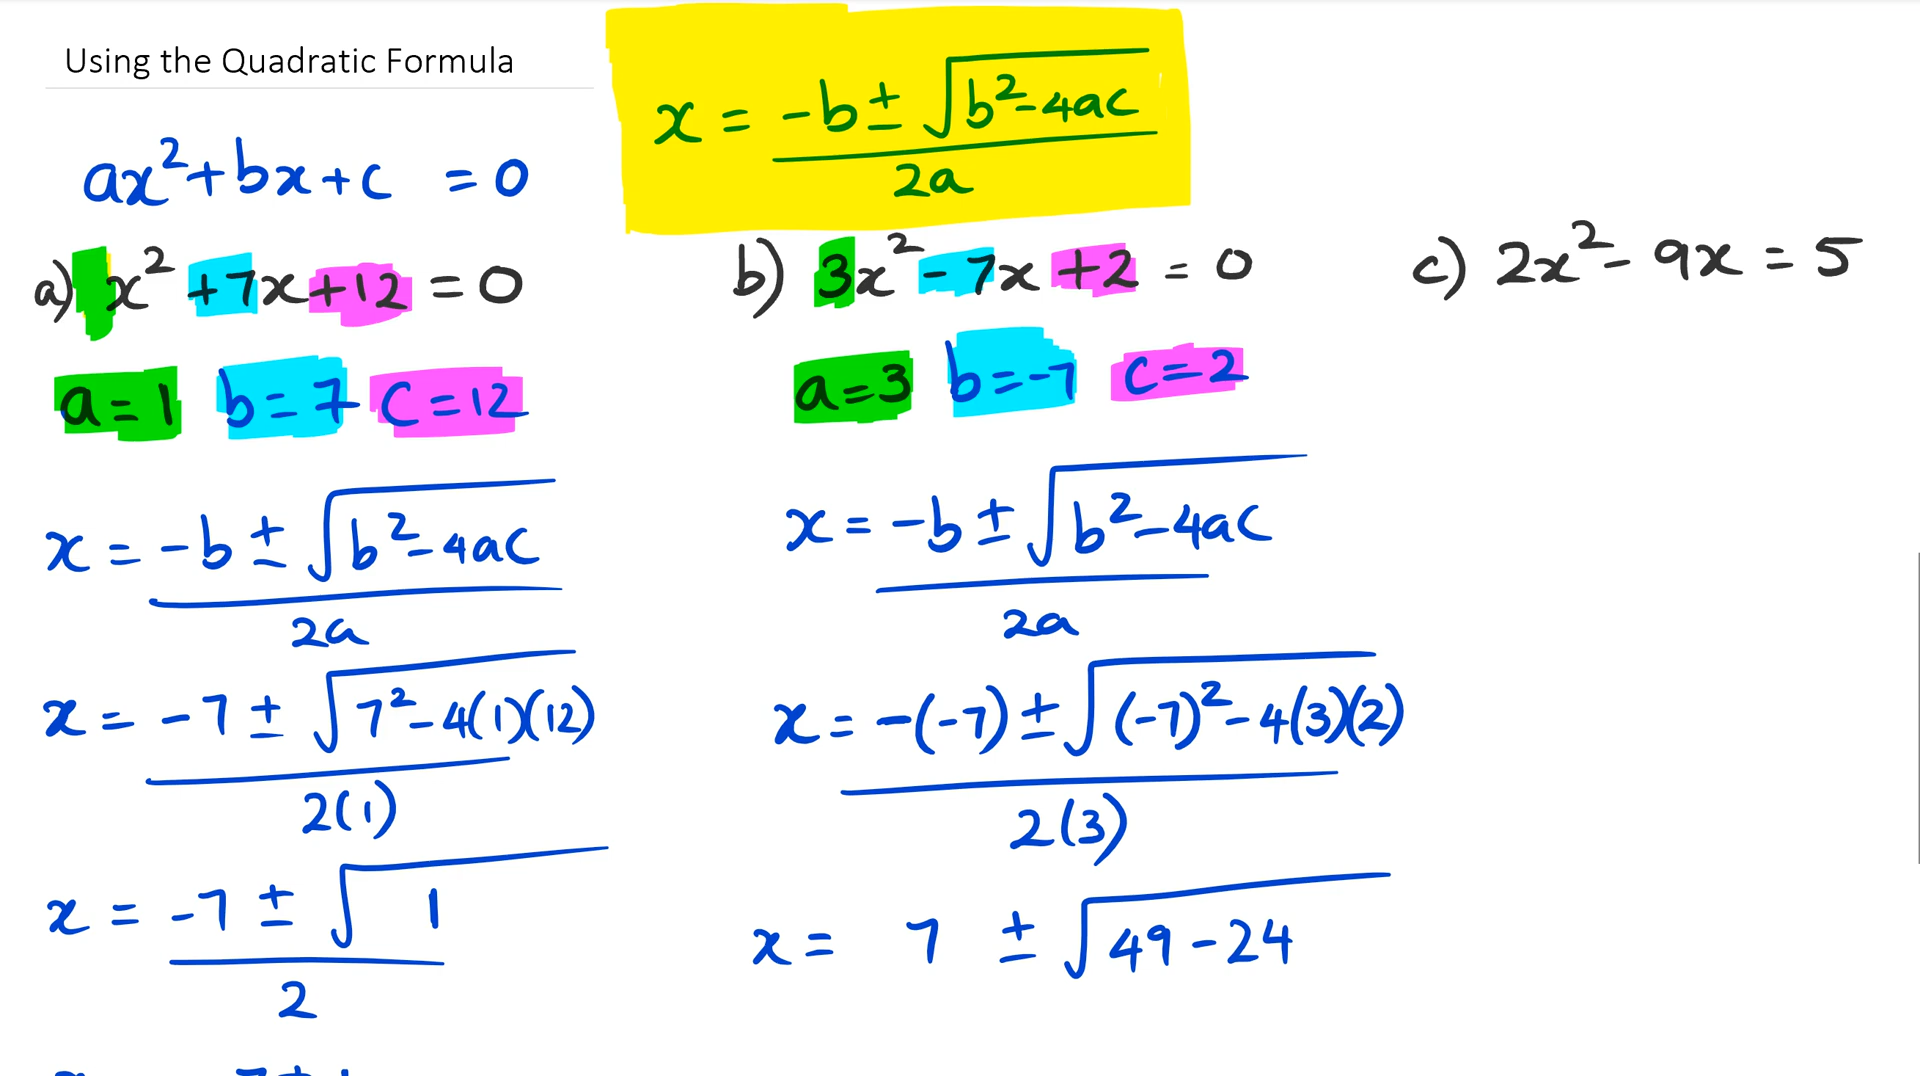 Using the Quadratic Formula
x = -b ± √(b² - 4ac) / 2a
ax² + bx + c = 0
a) x² + 7x + 12 = 0
a = 1 b = 7 c = 12
x = -b ± √(b² - 4ac) / 2a
x = -7 ± √(7² - 4(1)(12)) / 2(1)
x = -7 ± √1 / 2
b) 3x² - 7x + 2 = 0
a = 3 b = -7 c = 2
x = -b ± √(b² - 4ac) / 2a
x = -(-7) ± √((-7)² - 4(3)(2)) / 2(3)
x = 7 ± √(49 - 24)
c) 2x² - 9x = 5